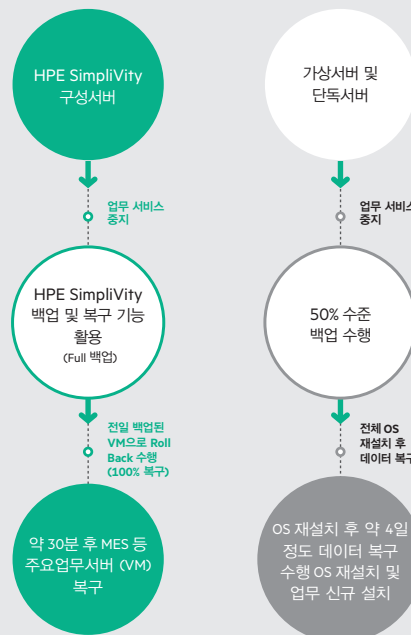 HPE SimpliVity
구성서버
업무 서비스
중지
HPE SimpliVity
백업 및 복구 기능
활용
(Full 백업)
전일 백업된
VM으로 Roll
Back 수행
(100% 복구)
약 30분 후 MES 등
주요업무서버 (VM)
복구
가상서버 및
단독서버
업무 서비스
중지
50% 수준
백업 수행
전체 OS
재설치 후
데이터 복구
OS 재설치 후 약 4일
정도 데이터 복구
수행 OS 재설치 및
업무 신규 설치